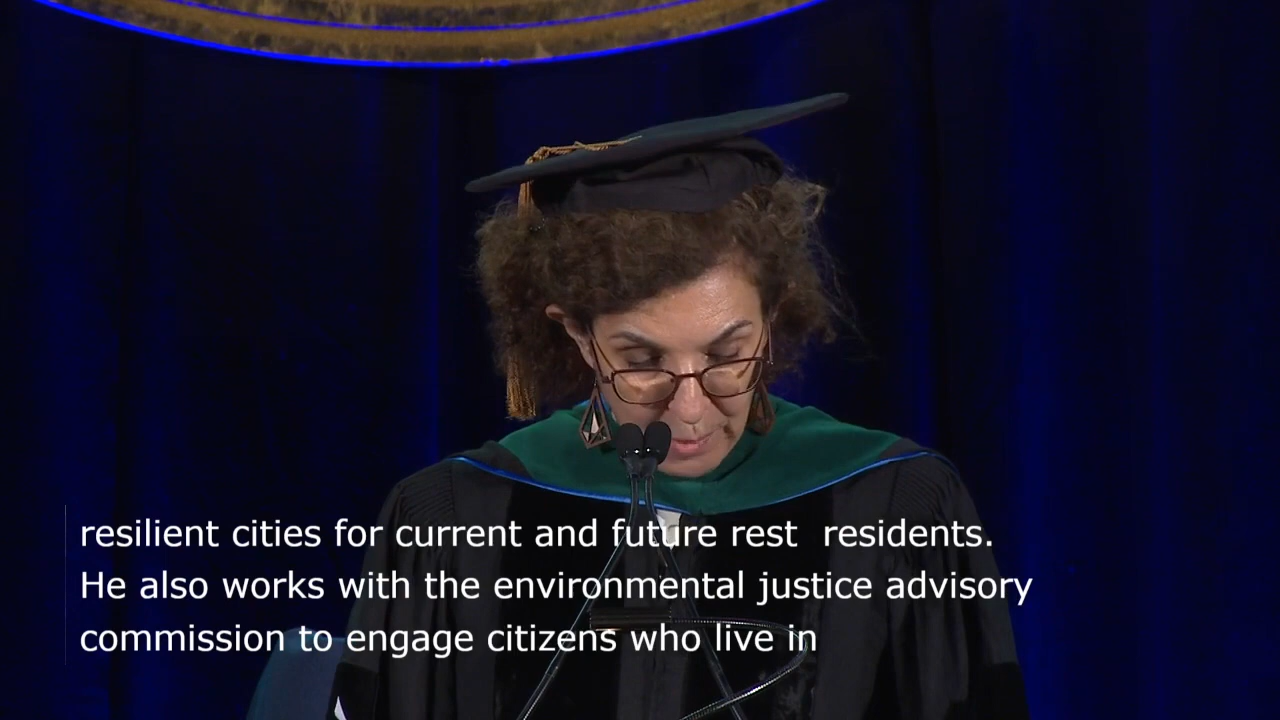 resilient cities for current and future rest  residents.
He also works with the environmental justice advisory
commission to engage citizens who live in